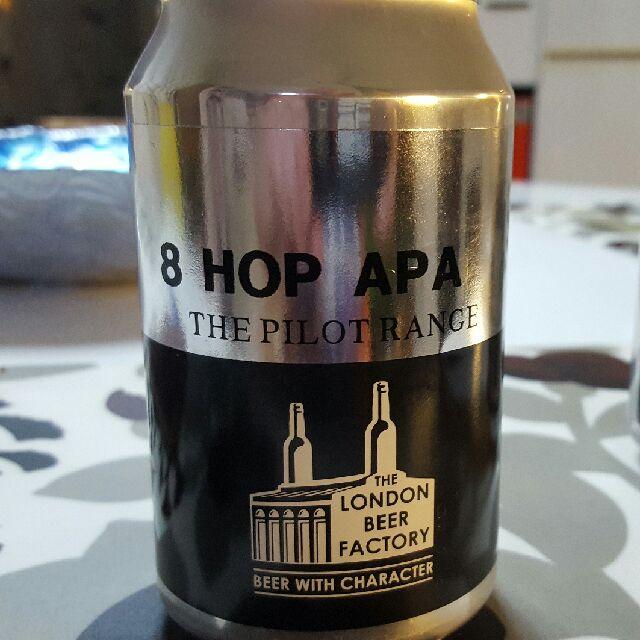 8 HOP APA
THE PILOT RANGE
THE
LONDON
BEER
FACTORY
BEER WITH CHARACTER